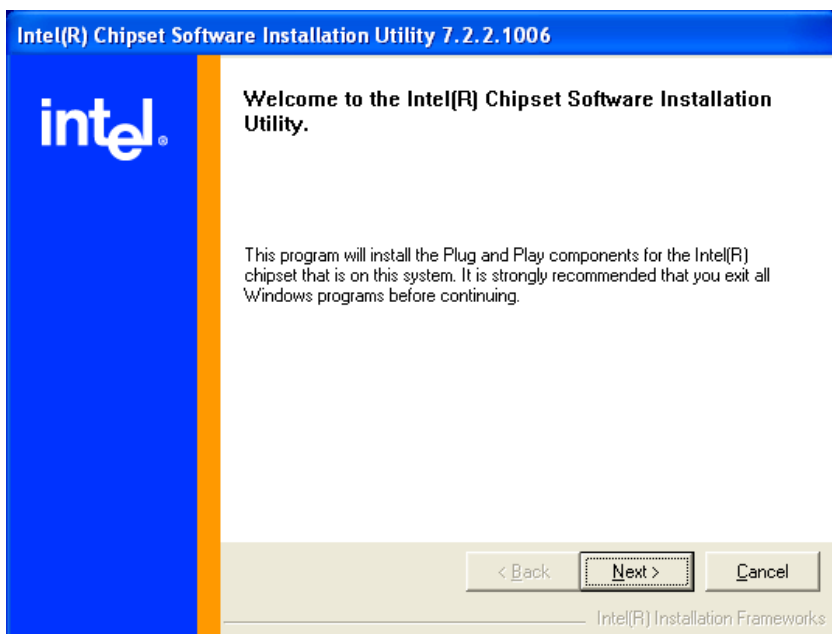 Intel(R) Chipset Software Installation Utility 7.2.2.1006
intel®
Welcome to the Intel(R) Chipset Software Installation
Utility.
This program will install the Plug and Play components for the Intel(R)
chipset that is on this system. It is strongly recommended that you exit all
Windows programs before continuing.
< Back
Next >
Cancel
Intel(R) Installation Frameworks